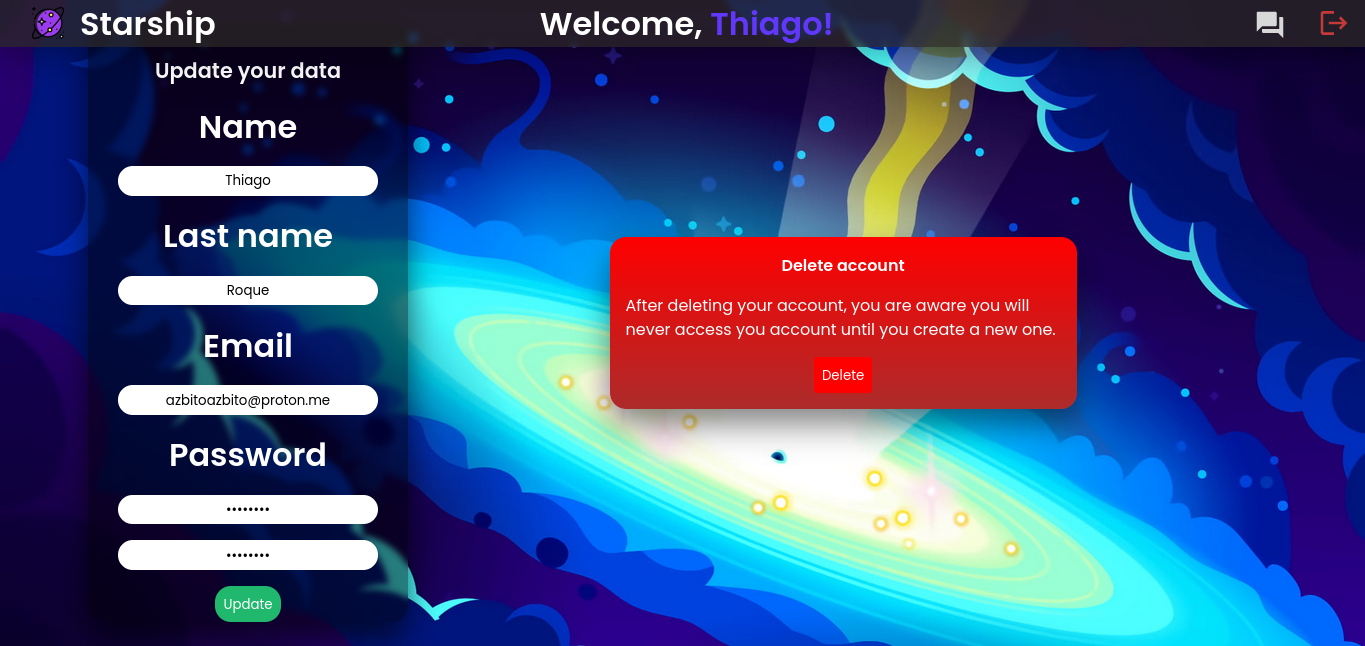 Starship
Welcome, Thiago!
Update your data
Name
Thiago
Last name
Roque
Email
azbitoazbito@proton.me
Password
••••••••
••••••••
Update
Delete account
After deleting your account, you are aware you will
never access you account until you create a new one.
Delete